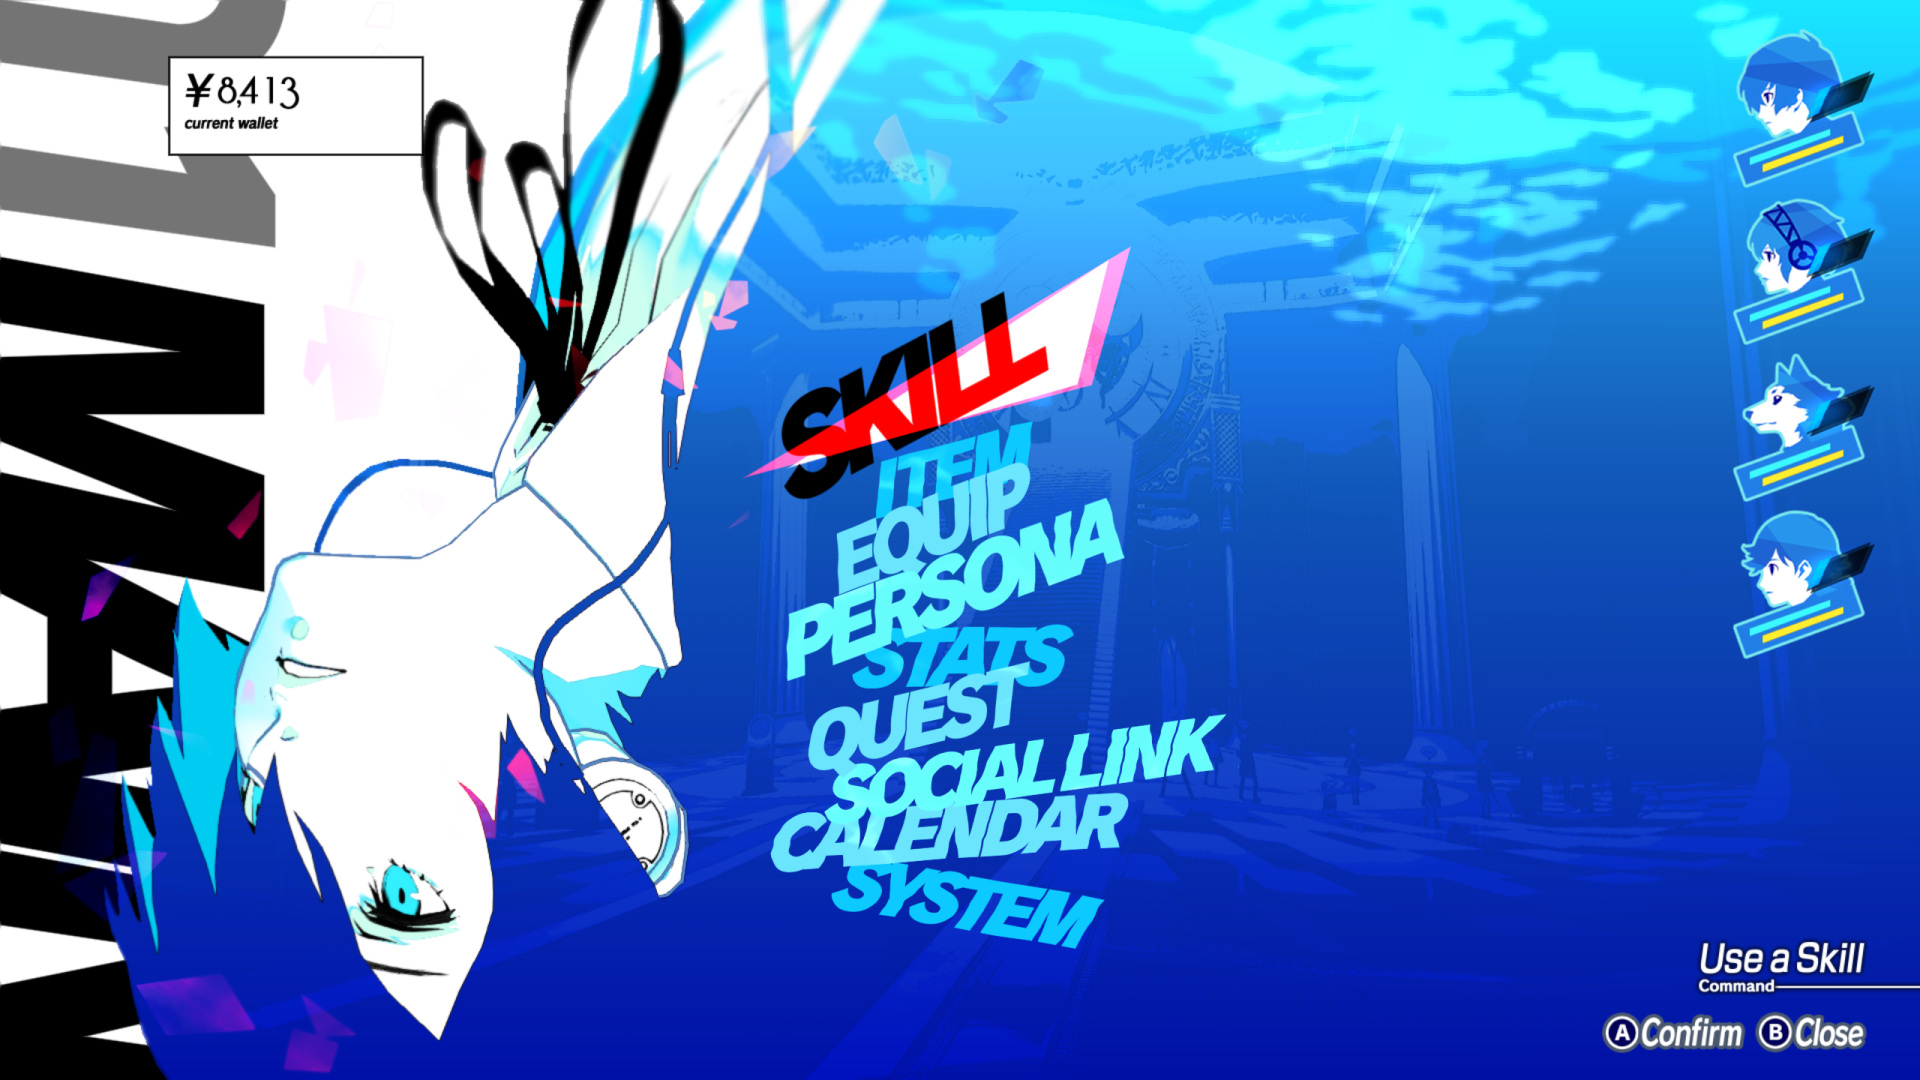 ¥8,413
current wallet
SKILL
ITEM
EQUIP
PERSONA
STATS
QUEST
SOCIAL LINK
CALENDAR
SYSTEM
Use a Skill
Command
A Confirm B Close